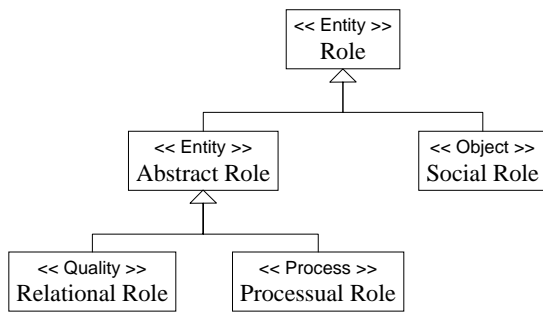 << Entity >>
Role
<< Entity >>
Abstract Role
<< Object >>
Social Role
<< Quality >>
Relational Role
<< Process >>
Processual Role